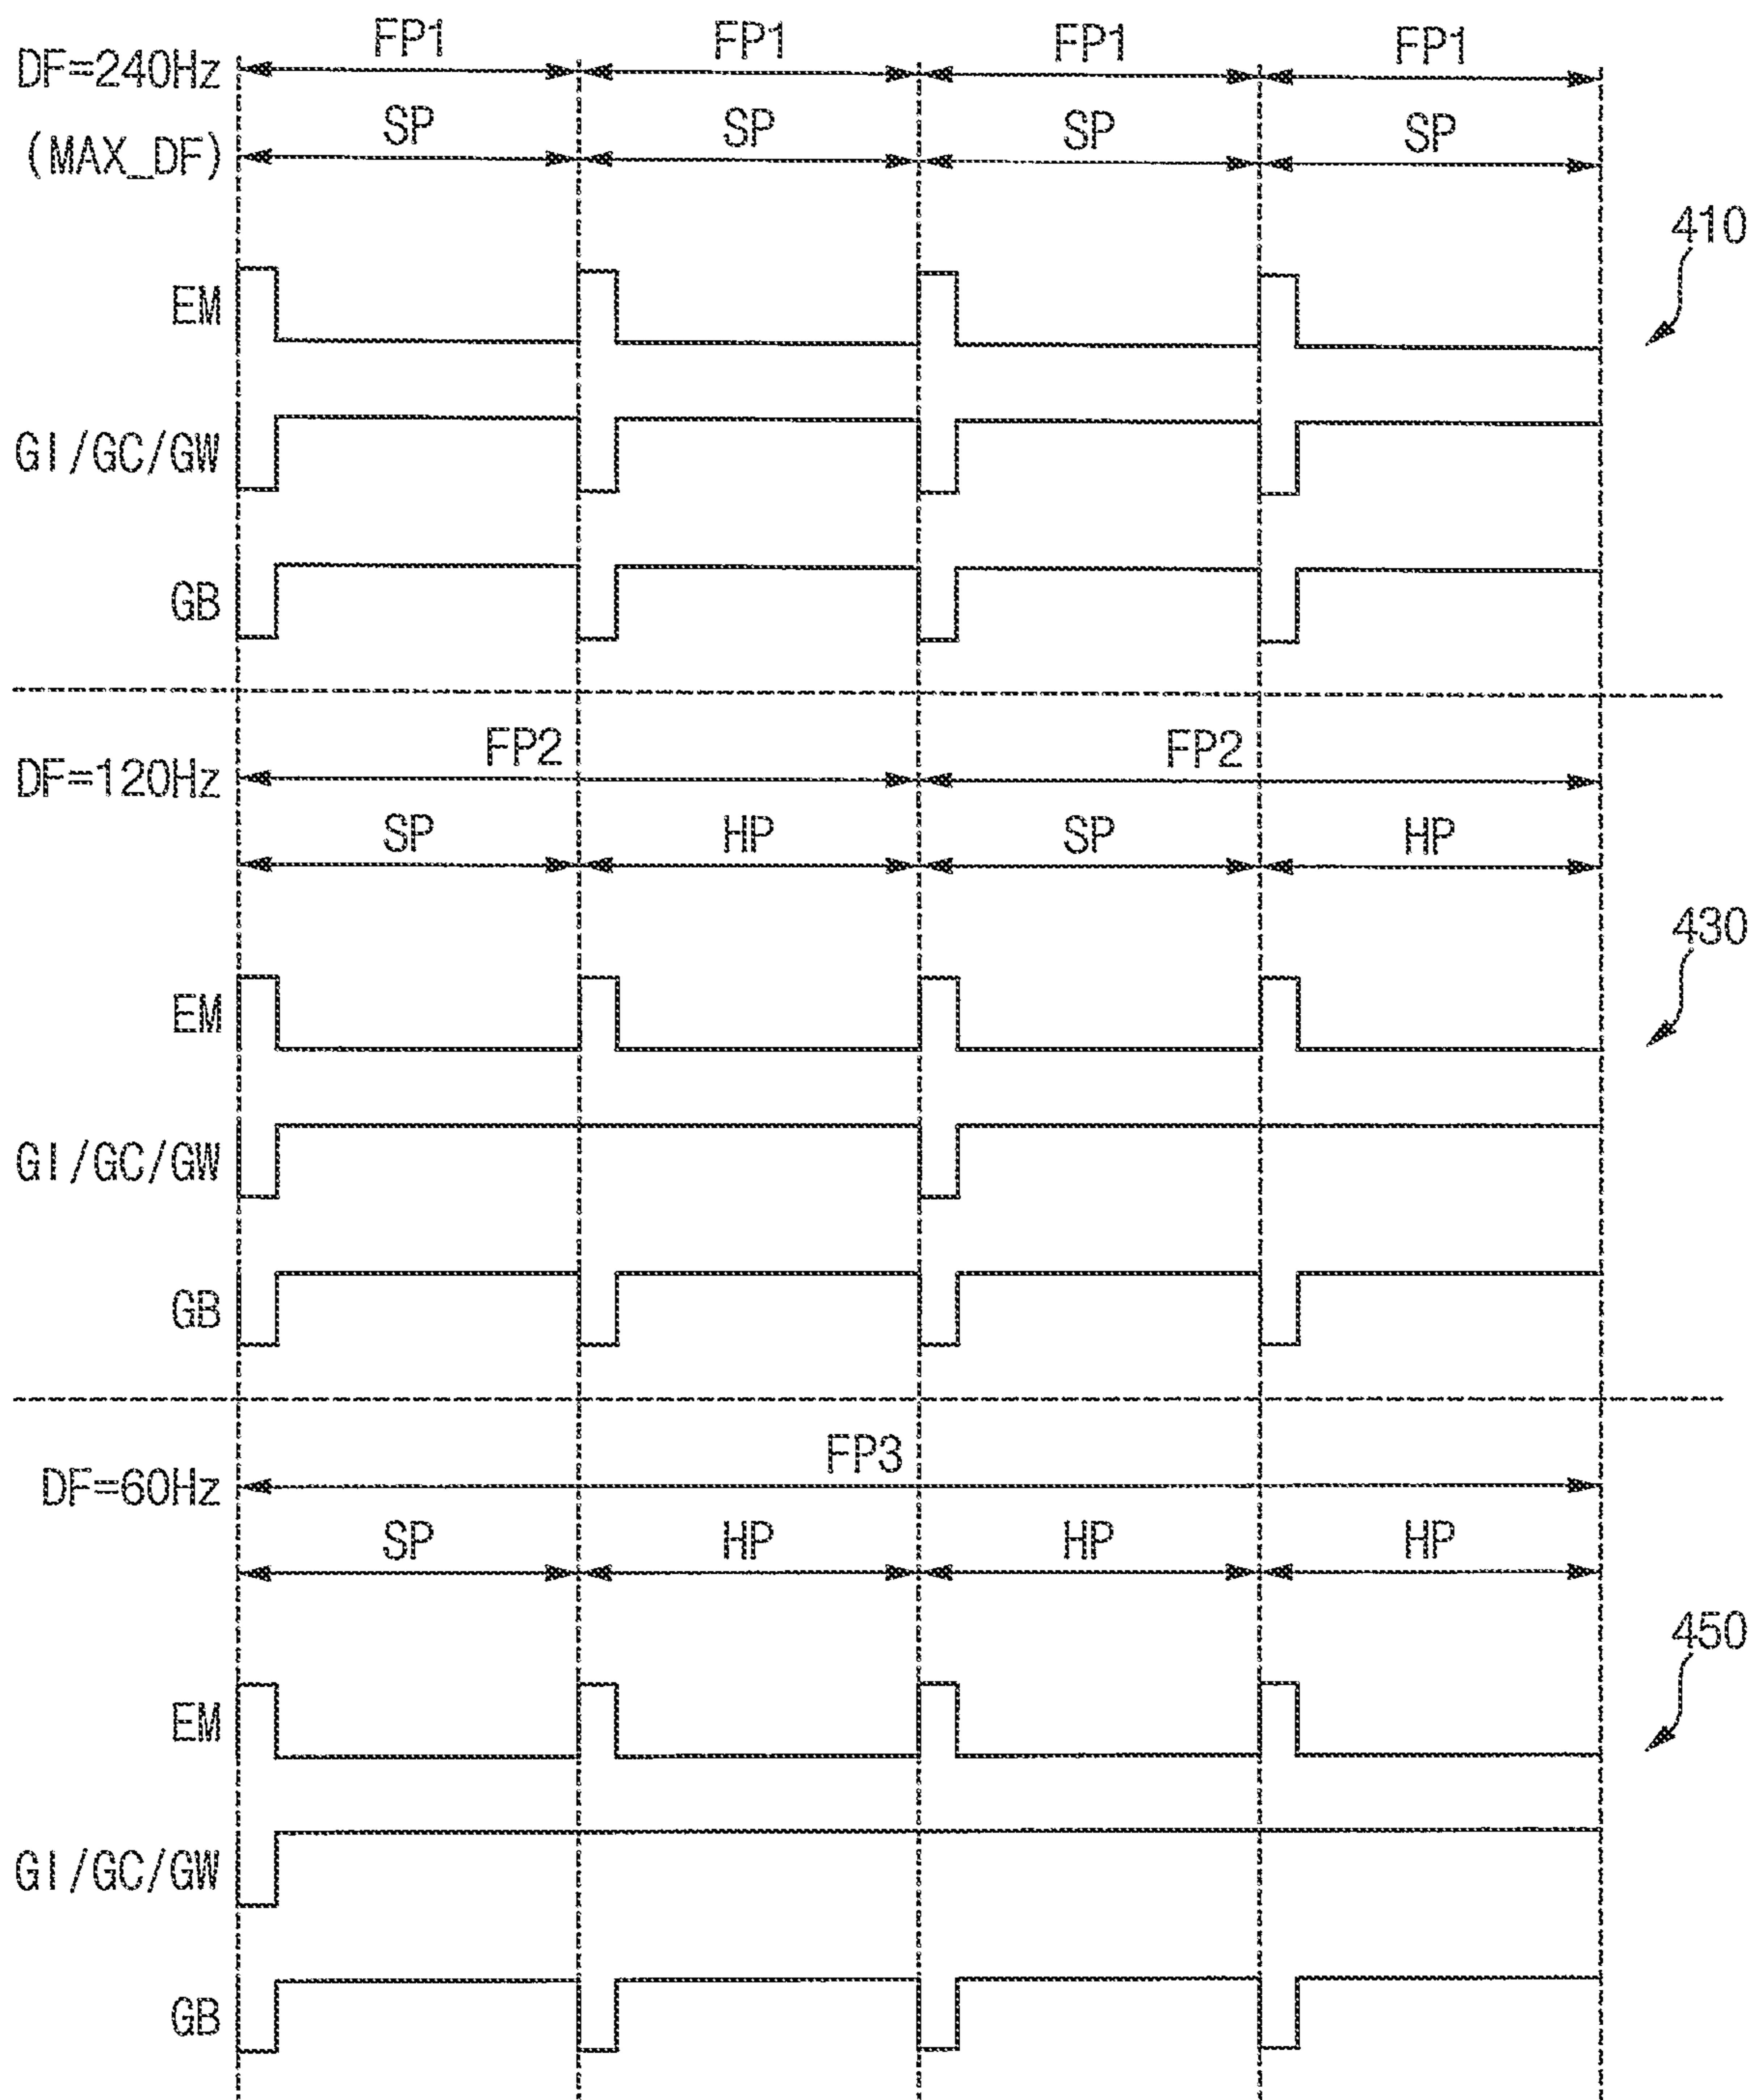 DF=240Hz FP1 FP1 FP1 FP1
(MAX_DF) SP SP SP SP
410
EM
GI/GC/GW
GB
DF=120Hz FP2 FP2
SP HP SP HP
430
EM
GI/GC/GW
GB
DF=60Hz FP3
SP HP HP HP
450
EM
GI/GC/GW
GB